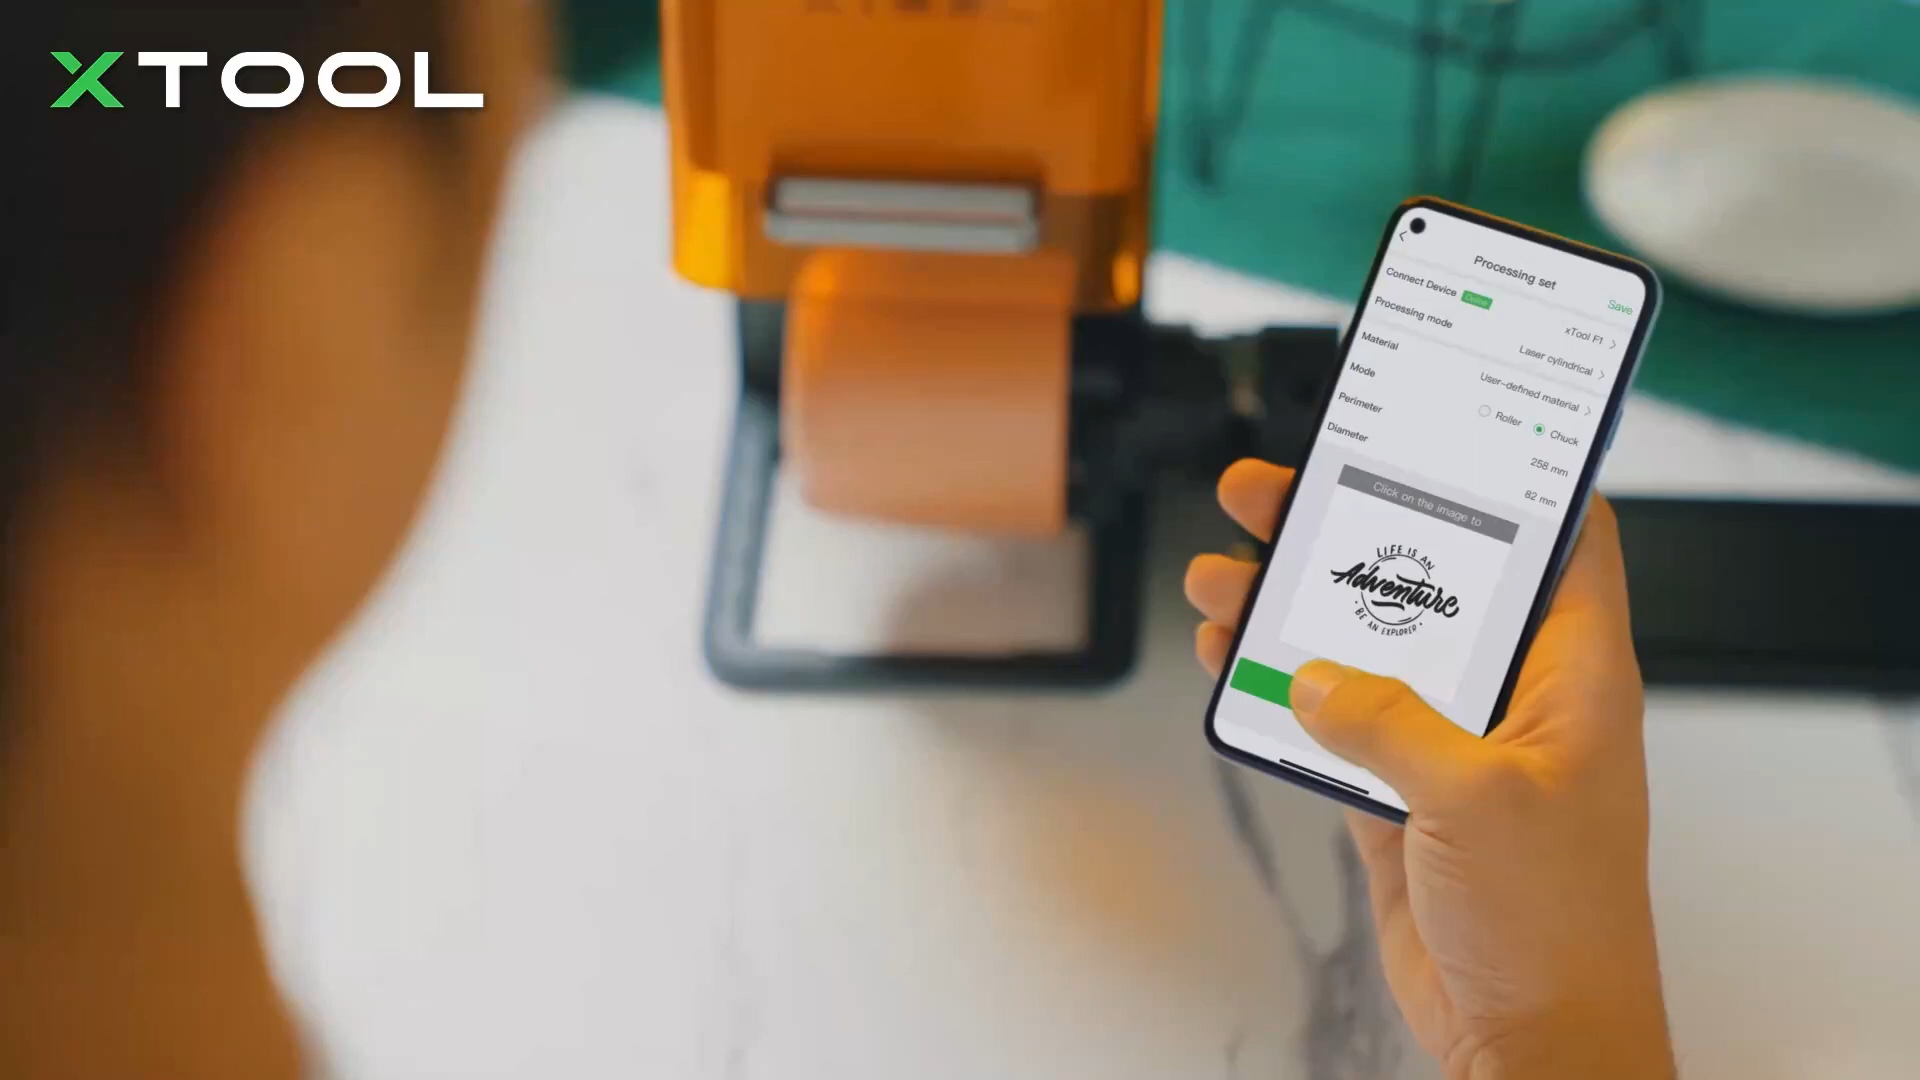 XTOOL
Processing set
Save
Connect Device
xTool F1
Processing mode
Laser cylindrical
Material
User-defined material
Mode
Roller
Chuck
Perimeter
258 mm
Diameter
82 mm
Click on the image to
LIFE IS AN
Adventure
BE AN EXPLORER